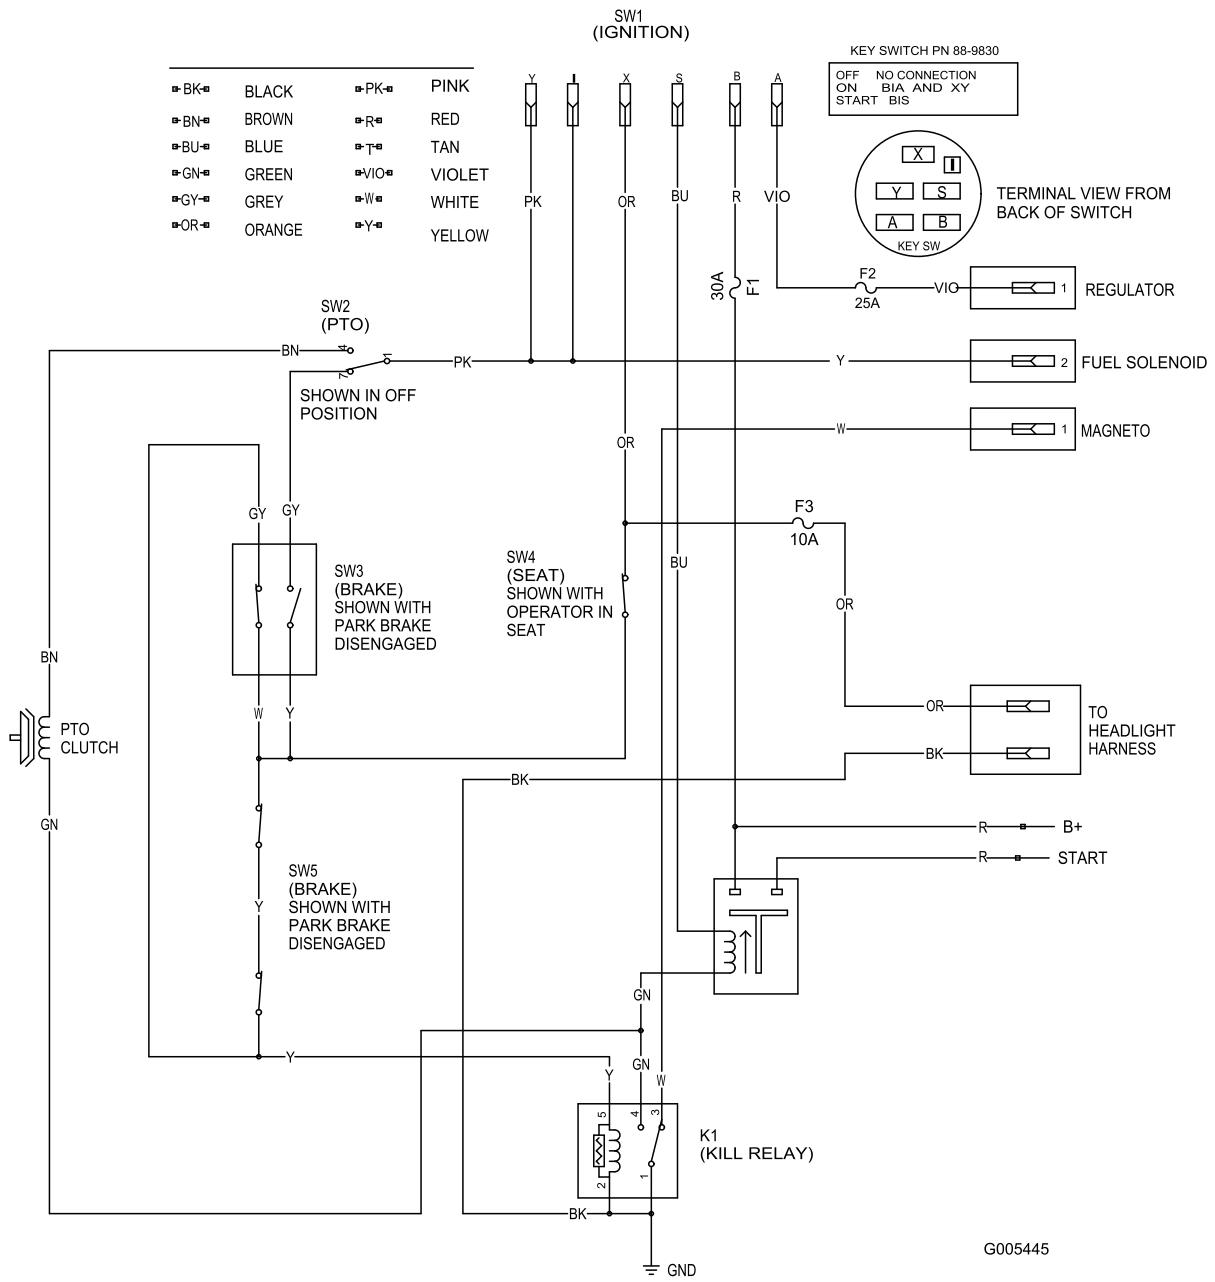 SW1
(IGNITION)
KEY SWITCH PN 88-9830
OFF NO CONNECTION
ON BIA AND XY
START BIS
BK BLACK PK PINK
BN BROWN R RED
BU BLUE T TAN
GN GREEN VIO VIOLET
GY GREY W WHITE
OR ORANGE Y YELLOW
Y I X S B A
PK OR BU R VIO
X
I
Y S
A B
KEY SW
TERMINAL VIEW FROM
BACK OF SWITCH
30A F1
F2
25A
VIO
1 REGULATOR
SW2
(PTO)
BN 4
1 PK
7
Y
2 FUEL SOLENOID
SHOWN IN OFF
POSITION
W
1 MAGNETO
OR
GY GY
F3
10A
SW4
(SEAT)
SHOWN WITH
OPERATOR IN
SEAT
BU
OR
SW3
(BRAKE)
SHOWN WITH
PARK BRAKE
DISENGAGED
BN
W Y
PTO
CLUTCH
OR
BK
TO
HEADLIGHT
HARNESS
BK
GN
R B+
R START
SW5
(BRAKE)
SHOWN WITH
PARK BRAKE
DISENGAGED
Y
GN
Y
GN
Y
W
5 4 3
K1
(KILL RELAY)
2 1
BK
GND
G005445